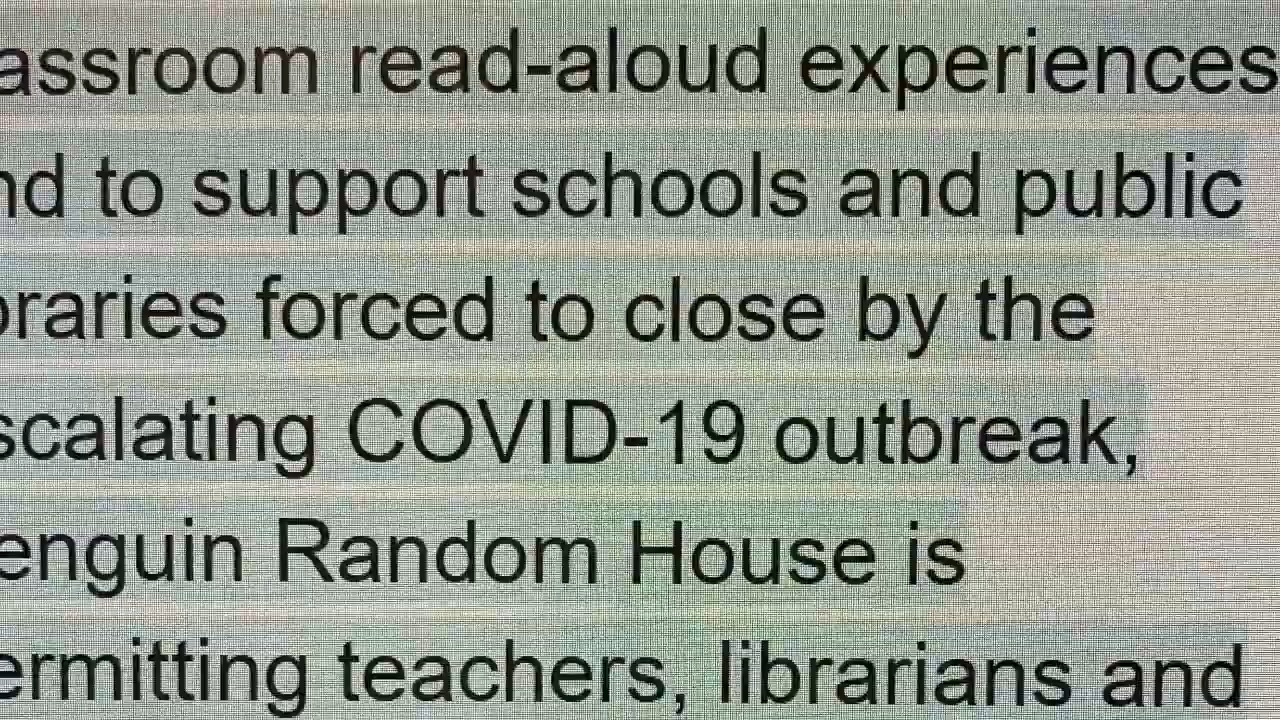 assroom read-aloud experiences
nd to support schools and public
braries forced to close by the
scalating COVID-19 outbreak,
enguin Random House is
ermitting teachers, librarians and